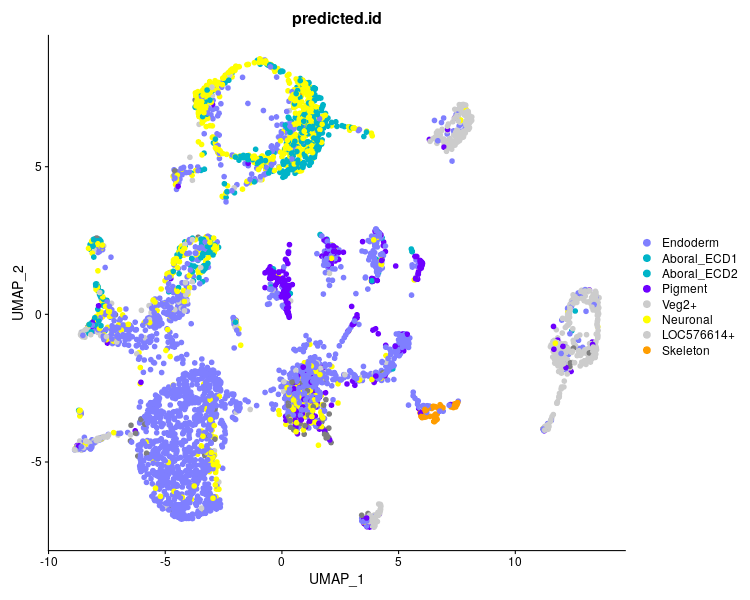 predicted.id
5
0
-5
UMAP_2
-10
-5
0
5
10
UMAP_1
Endoderm
Aboral_ECD1
Aboral_ECD2
Pigment
Veg2+
Neuronal
LOC576614+
Skeleton